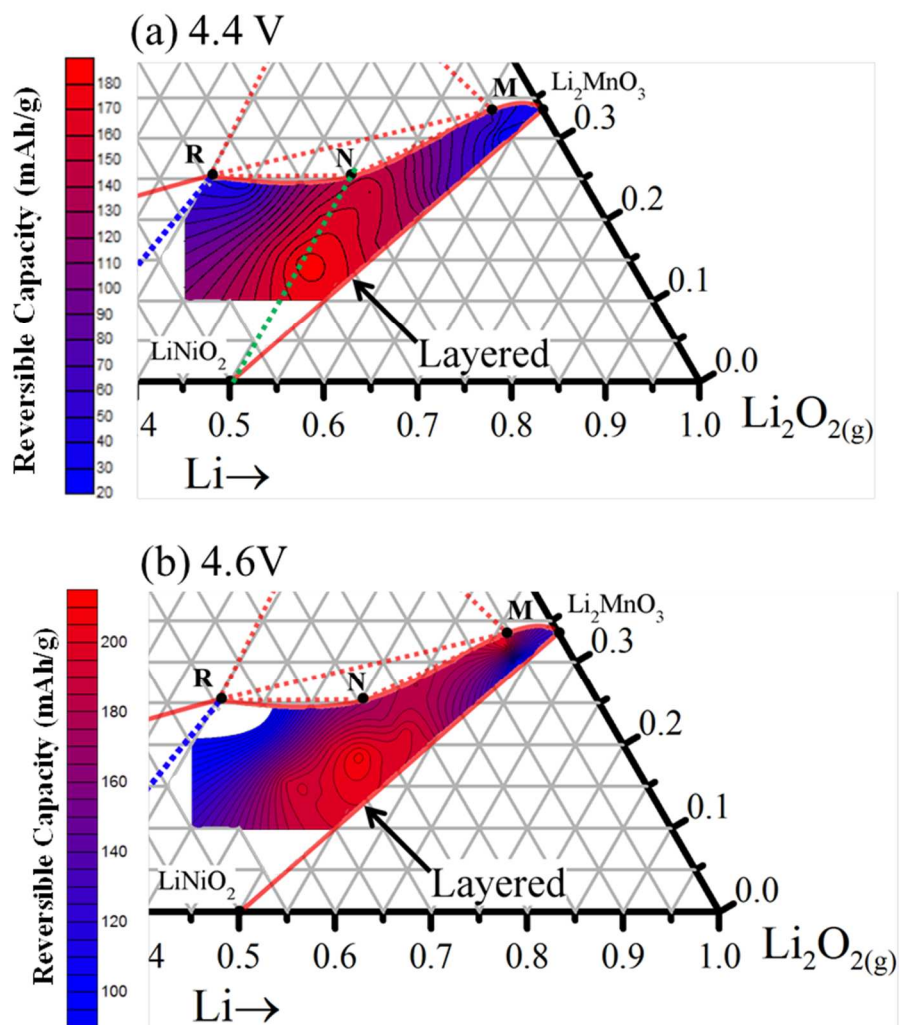 (a) 4.4 V
Reversible Capacity (mAh/g)
180
170
160
150
140
130
120
110
100
90
80
70
60
50
40
30
20
R
N
M
Li₂MnO₃
0.3
0.2
0.1
0.0
LiNiO₂
Layered
4
0.5
0.6
0.7
0.8
0.9
1.0
Li₂O₂(g)
Li→
(b) 4.6V
Reversible Capacity (mAh/g)
200
180
160
140
120
100
R
N
M
Li₂MnO₃
0.3
0.2
0.1
0.0
LiNiO₂
Layered
0.4
0.5
0.6
0.7
0.8
0.9
1.0
Li₂O₂(g)
Li→